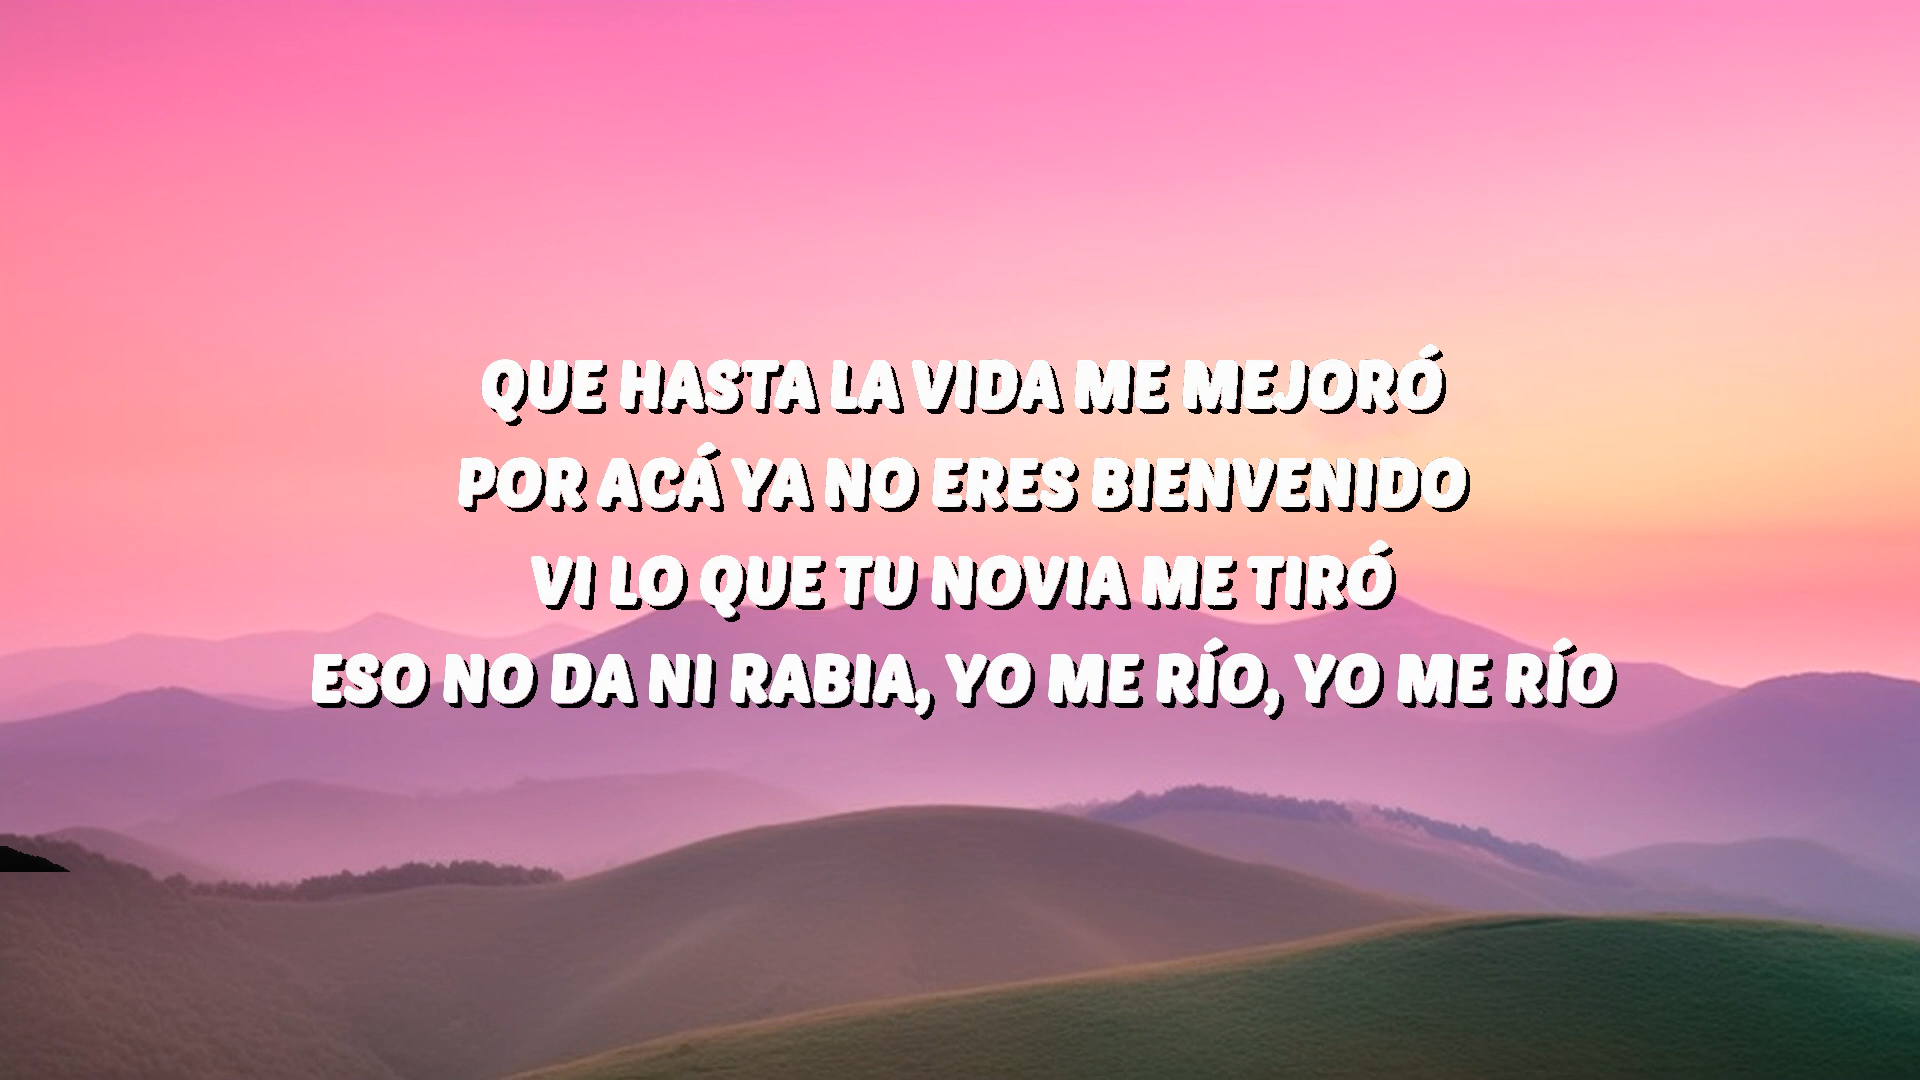 QUE HASTA LA VIDA ME MEJORÓ
POR ACÁ YA NO ERES BIENVENIDO
VI LO QUE TU NOVIA ME TIRÓ
ESO NO DA NI RABIA, YO ME RÍO, YO ME RÍO